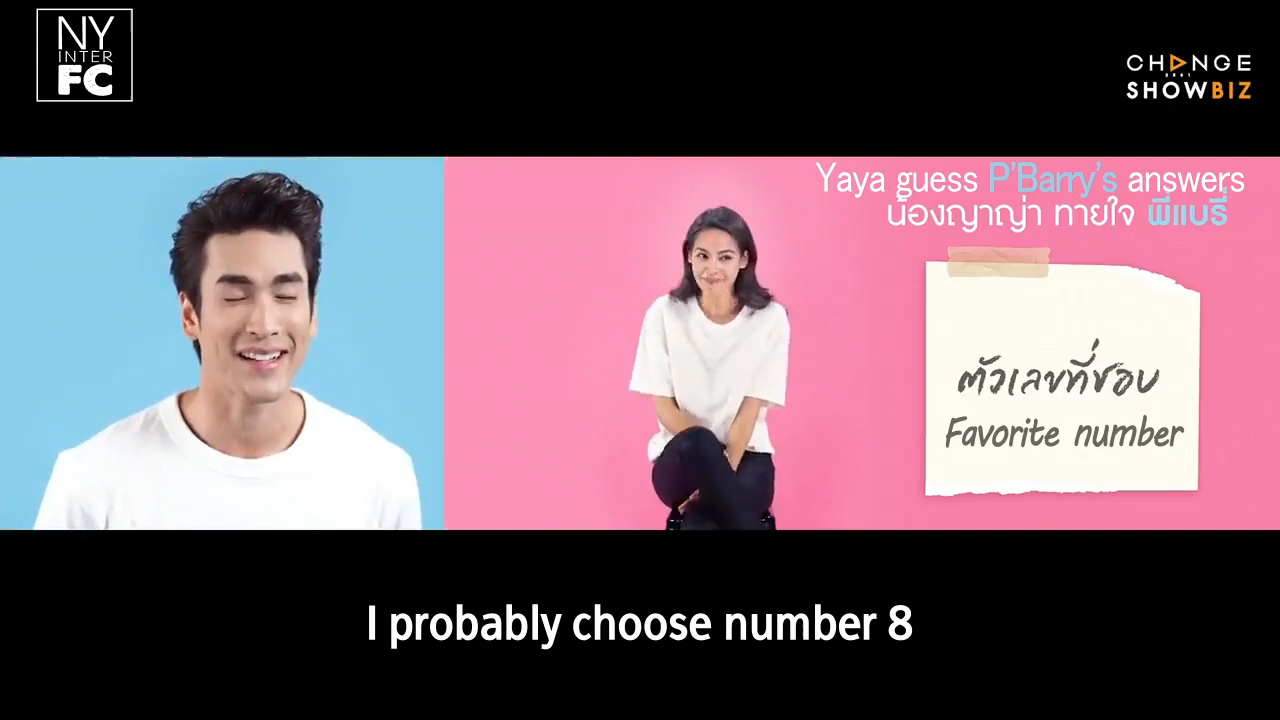 NY
INTER
FC
CHANGE
2561
SHOWBIZ
Yaya guess P'Barry's answers
น้องญาญ่า ทายใจ พี่แบรี่
ตัวเลขที่ชอบ
Favorite number
I probably choose number 8